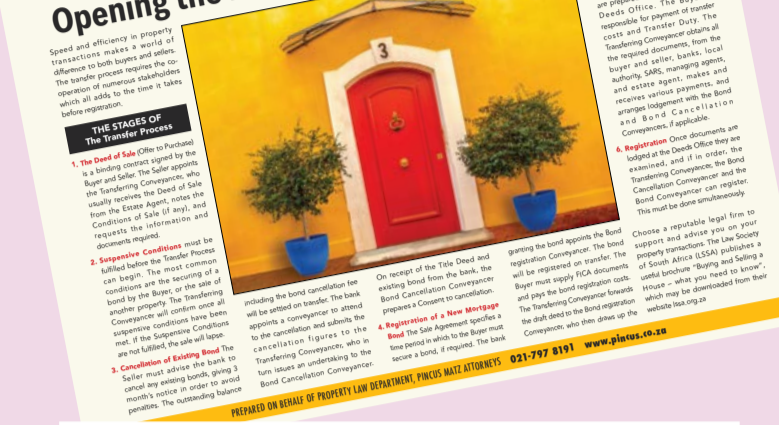 Opening the
Speed and efficiency in property
transactions makes a world of
difference to both buyers and sellers.
The transfer process requires the co-
operation of numerous stakeholders
which all adds to the time it takes
before registration.
THE STAGES OF
The Transfer Process
1. The Deed of Sale (Offer to Purchase)
is a binding contract signed by the
Buyer and Seller. The Seller appoints
the Transferring Conveyancer, who
usually receives the Deed of Sale
from the Estate Agent, notes the
Conditions of Sale (if any), and
requests the information and
documents required.
2. Suspensive Conditions must be
fulfilled before the Transfer Process
can begin. The most common
conditions are the securing of a
bond by the Buyer, or the sale of
another property. The Transferring
Conveyancer will confirm once all
suspensive conditions have been
met. If the Suspensive Conditions
are not fulfilled, the sale will lapse.
3. Cancellation of Existing Bond The
Seller must advise the bank to
cancel any existing bonds, giving 3
month's notice in order to avoid
penalties. The outstanding balance
3
including the bond cancellation fee
will be settled on transfer. The bank
appoints a conveyancer to attend
to the cancellation and submits the
cancellation figures to the
Transferring Conveyancer, who in
turn issues an undertaking to the
Bond Cancellation Conveyancer.
On receipt of the Title Deed and
existing bond from the bank, the
Bond Cancellation Conveyancer
prepares a Consent to cancellation.
4. Registration of a New Mortgage
Bond The Sale Agreement specifies a
time period in which to the Buyer must
secure a bond, if required. The bank
granting the bond appoints the Bond
registration Conveyancer. The bond
will be registered on transfer. The
Buyer must supply FICA documents
and pays the bond registration costs.
The Transferring Conveyancer forwards
the draft deed to the Bond registration
Conveyancer, who then draws up the
Deeds Office. The
responsible for payment of transfer
costs and Transfer Duty. The
Transferring Conveyancer obtains all
the required documents, from the
buyer and seller, banks, local
authority, SARS, managing agents,
and estate agent, makes and
receives various payments, and
arranges lodgement with the Bond
and Bond Cancellation
Conveyancers, if applicable.
6. Registration Once documents are
lodged at the Deeds Office they are
examined, and if in order, the
Transferring Conveyancer, the Bond
Cancellation Conveyancer and the
Bond Conveyancer can register.
This must be done simultaneously.
Choose a reputable legal firm to
support and advise you on your
property transactions. The Law Society
of South Africa (LSSA) publishes a
useful brochure "Buying and Selling a
House – what you need to know",
which may be downloaded from their
website lssa.org.za
PREPARED ON BEHALF OF PROPERTY LAW DEPARTMENT, PINCUS MATZ ATTORNEYS 021-797 8191 www.pincus.co.za